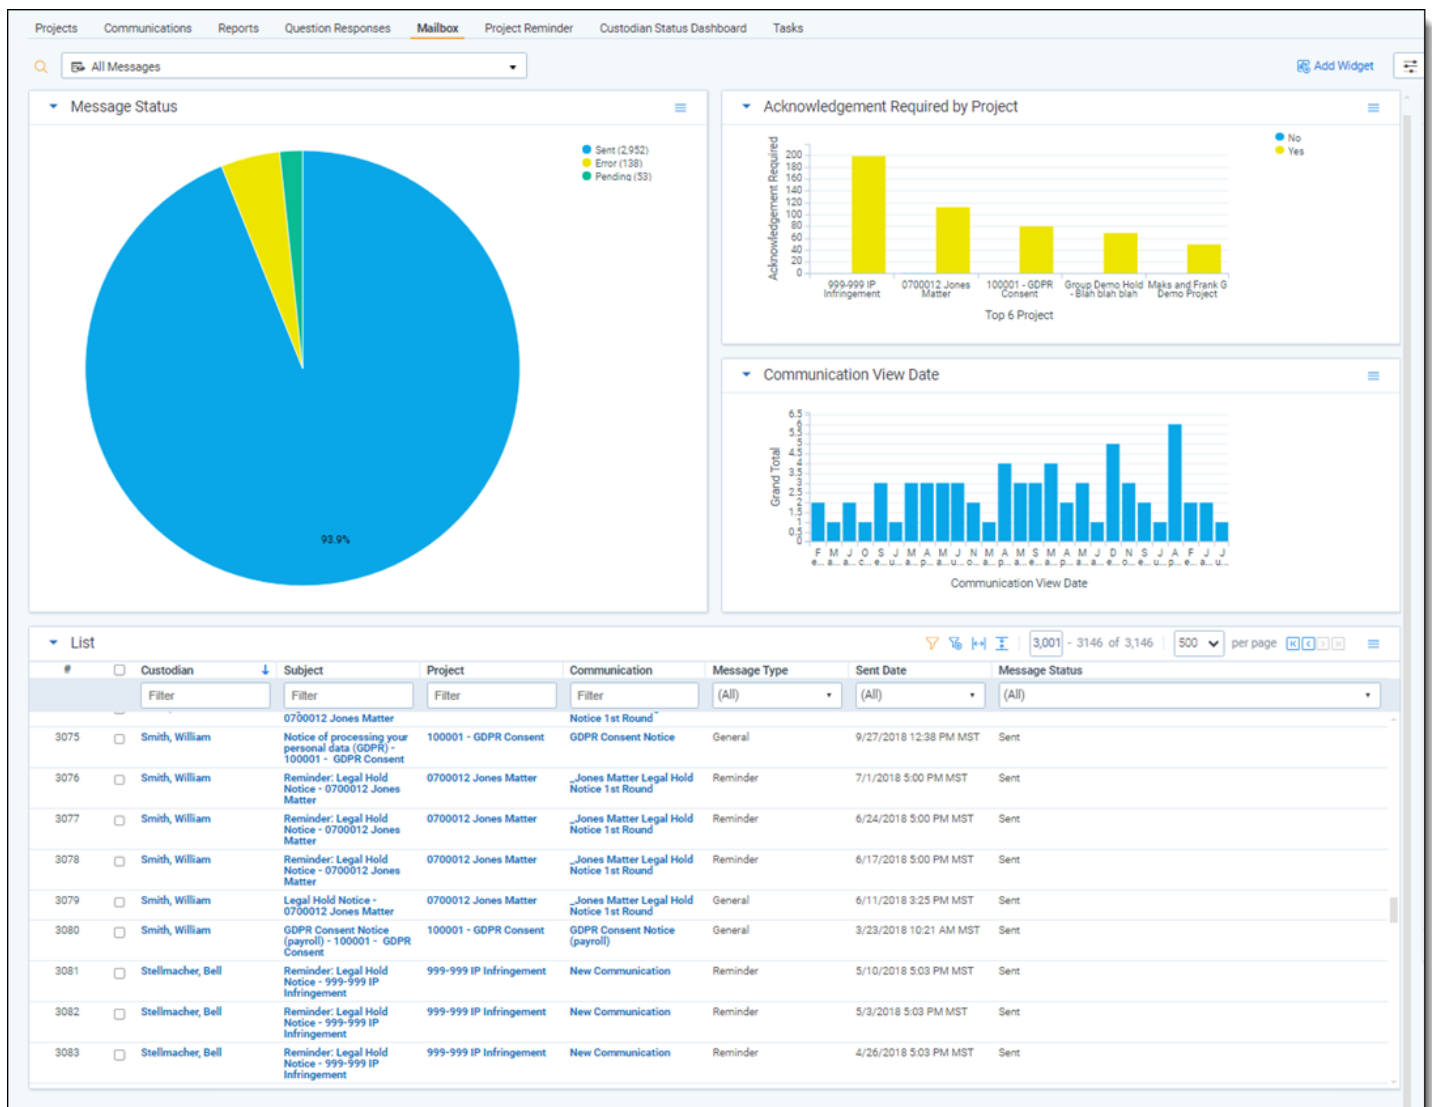 Projects Communications Reports Question Responses Mailbox Project Reminder Custodian Status Dashboard Tasks
All Messages
Add Widget
Message Status
Sent (2,952)
Error (138)
Pending (53)
93.9%
Acknowledgement Required by Project
No
Yes
Acknowledgement Required
200
180
160
140
120
100
80
60
40
20
0
999-999 IP
Infringement
0700012 Jones
Matter
100001 - GDPR
Consent
Group Demo Hold
- Blah blah blah
Maks and Frank G
Demo Project
Top 6 Project
Communication View Date
Grand Total
6.5
6
5.5
5
4.5
4
3.5
3
2.5
2
1.5
1
0.5
0
F M J O S J M A M J N M A M S M A M J D N S J A F J J
e... a... a... c... e... u... a... p... a... u... o... a... p... a... e... a... p... a... u... e... o... e... u... p... e... a... u...
Communication View Date
List
3,001 - 3146 of 3,146 500 per page
# Custodian Subject Project Communication Message Type Sent Date Message Status
Filter Filter Filter Filter (All) (All) (All)
0700012 Jones Matter Notice 1st Round
3075 Smith, William Notice of processing your 100001 - GDPR Consent GDPR Consent Notice General 9/27/2018 12:38 PM MST Sent
personal data (GDPR) -
100001 - GDPR Consent
3076 Smith, William Reminder: Legal Hold 0700012 Jones Matter _Jones Matter Legal Hold Reminder 7/1/2018 5:00 PM MST Sent
Notice - 0700012 Jones Notice 1st Round
Matter
3077 Smith, William Reminder: Legal Hold 0700012 Jones Matter _Jones Matter Legal Hold Reminder 6/24/2018 5:00 PM MST Sent
Notice - 0700012 Jones Notice 1st Round
Matter
3078 Smith, William Reminder: Legal Hold 0700012 Jones Matter _Jones Matter Legal Hold Reminder 6/17/2018 5:00 PM MST Sent
Notice - 0700012 Jones Notice 1st Round
Matter
3079 Smith, William Legal Hold Notice - 0700012 Jones Matter _Jones Matter Legal Hold General 6/11/2018 3:25 PM MST Sent
0700012 Jones Matter Notice 1st Round
3080 Smith, William GDPR Consent Notice 100001 - GDPR Consent GDPR Consent Notice General 3/23/2018 10:21 AM MST Sent
(payroll) - 100001 - GDPR (payroll)
Consent
3081 Stellmacher, Bell Reminder: Legal Hold 999-999 IP Infringement New Communication Reminder 5/10/2018 5:03 PM MST Sent
Notice - 999-999 IP
Infringement
3082 Stellmacher, Bell Reminder: Legal Hold 999-999 IP Infringement New Communication Reminder 5/3/2018 5:03 PM MST Sent
Notice - 999-999 IP
Infringement
3083 Stellmacher, Bell Reminder: Legal Hold 999-999 IP Infringement New Communication Reminder 4/26/2018 5:03 PM MST Sent
Notice - 999-999 IP
Infringement